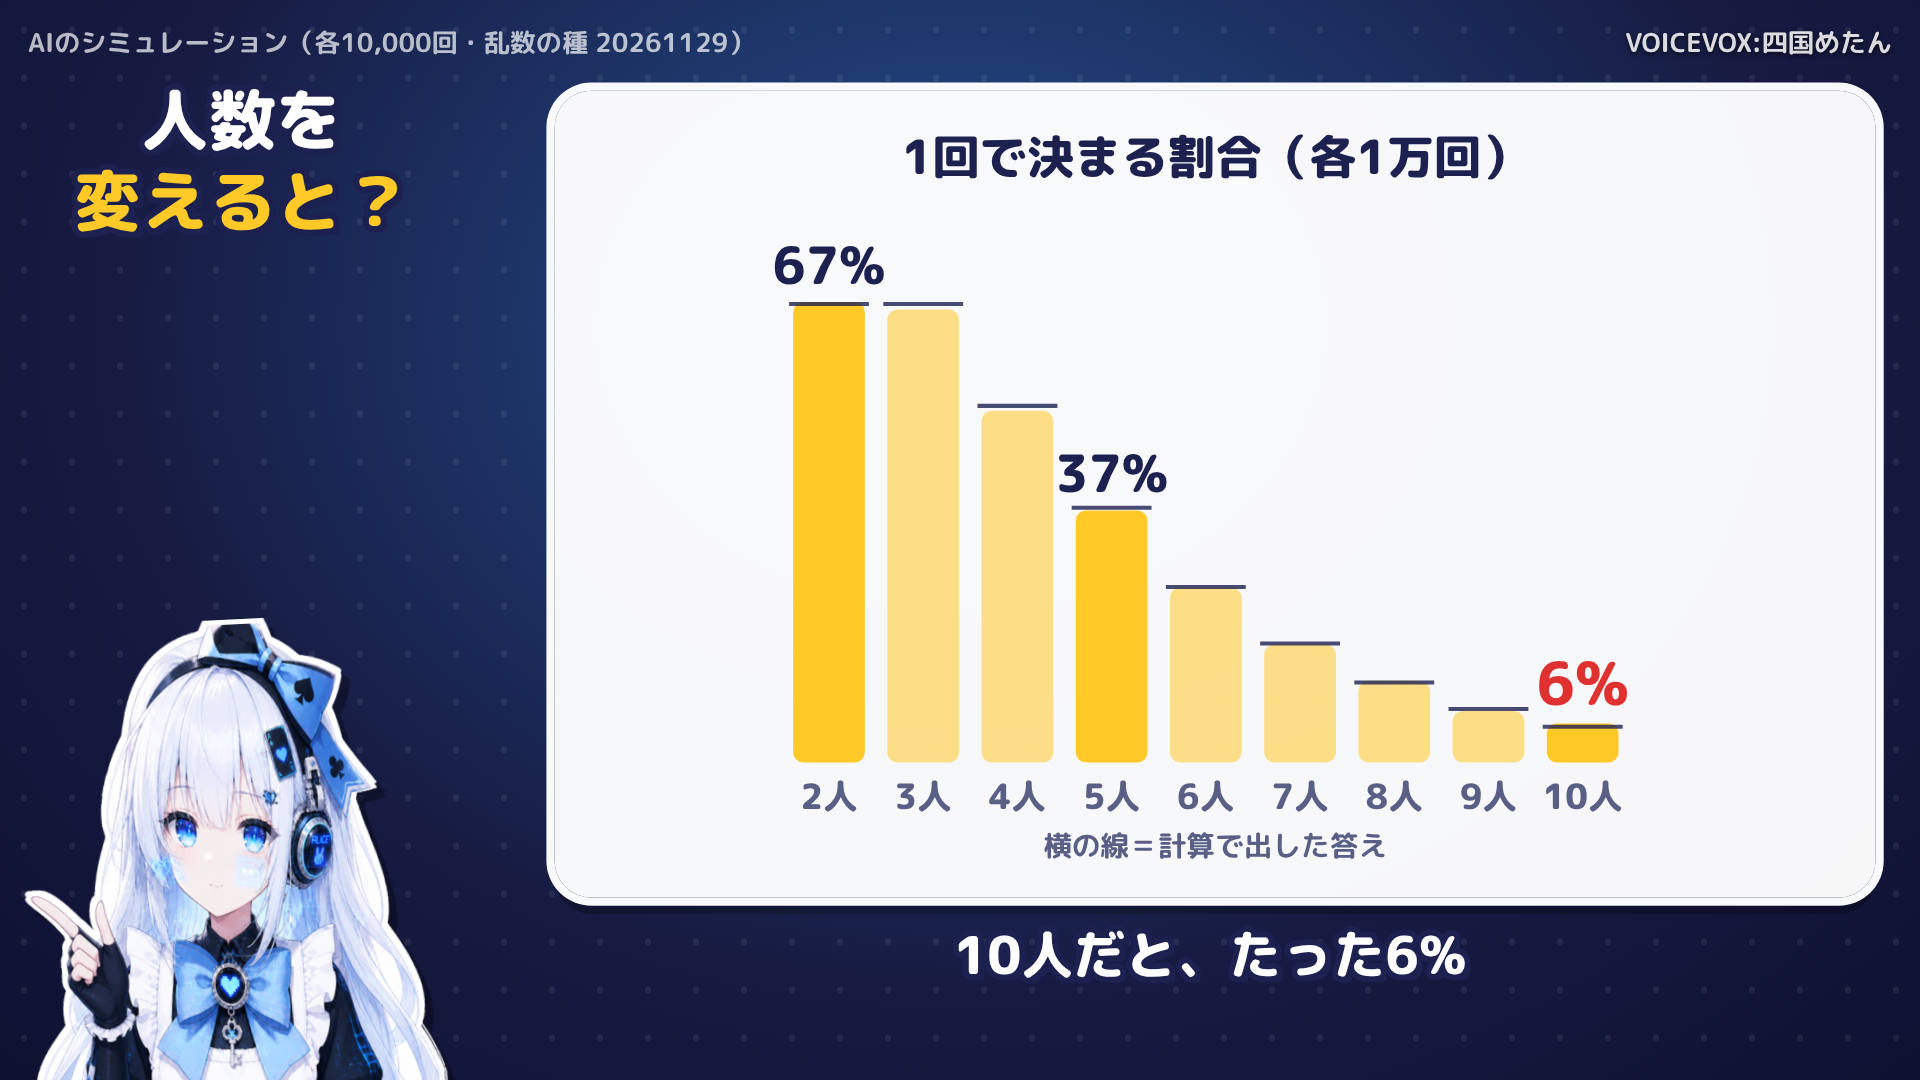 AIのシミュレーション（各10,000回・乱数の種 20261129）
VOICEVOX:四国めたん
人数を
変えると？
1回で決まる割合（各1万回）
67%
37%
6%
2人 3人 4人 5人 6人 7人 8人 9人 10人
横の線＝計算で出した答え
10人だと、たった6%
ALICE